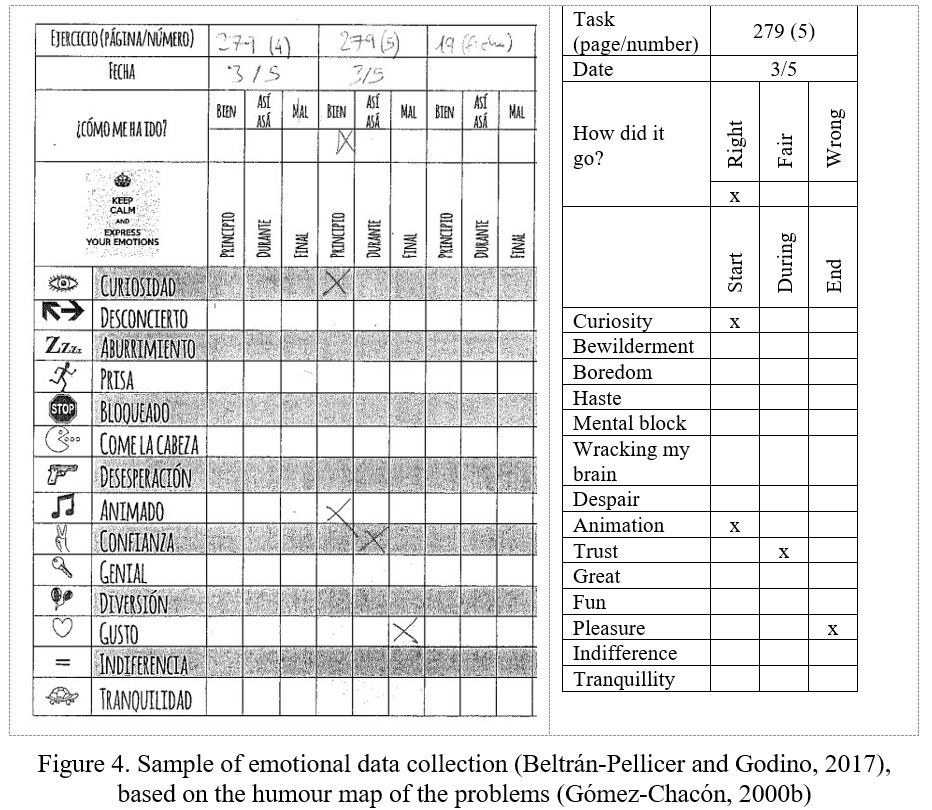 EJERCICIO (PÁGINA/NÚMERO) 279 (4) 279 (5) 19 (ficha)
FECHA 3/5 3/5
¿CÓMO ME HA IDO? BIEN ASÍ ASÁ MAL BIEN ASÍ ASÁ MAL BIEN ASÍ ASÁ MAL
X
KEEP
CALM
AND
EXPRESS
YOUR EMOTIONS
PRINCIPIO DURANTE FINAL PRINCIPIO DURANTE FINAL PRINCIPIO DURANTE FINAL
CURIOSIDAD X
DESCONCIERTO
ZZZZ ABURRIMIENTO
PRISA
STOP BLOQUEADO
COME LA CABEZA
DESESPERACIÓN
ANIMADO X
CONFIANZA X
GENIAL
DIVERSIÓN
GUSTO X
= INDIFERENCIA
TRANQUILIDAD
Task
(page/number) 279 (5)
Date 3/5
How did it
go? Right Fair Wrong
x
Start During End
Curiosity x
Bewilderment
Boredom
Haste
Mental block
Wracking my
brain
Despair
Animation x
Trust x
Great
Fun
Pleasure x
Indifference
Tranquillity
Figure 4. Sample of emotional data collection (Beltrán-Pellicer and Godino, 2017),
based on the humour map of the problems (Gómez-Chacón, 2000b)